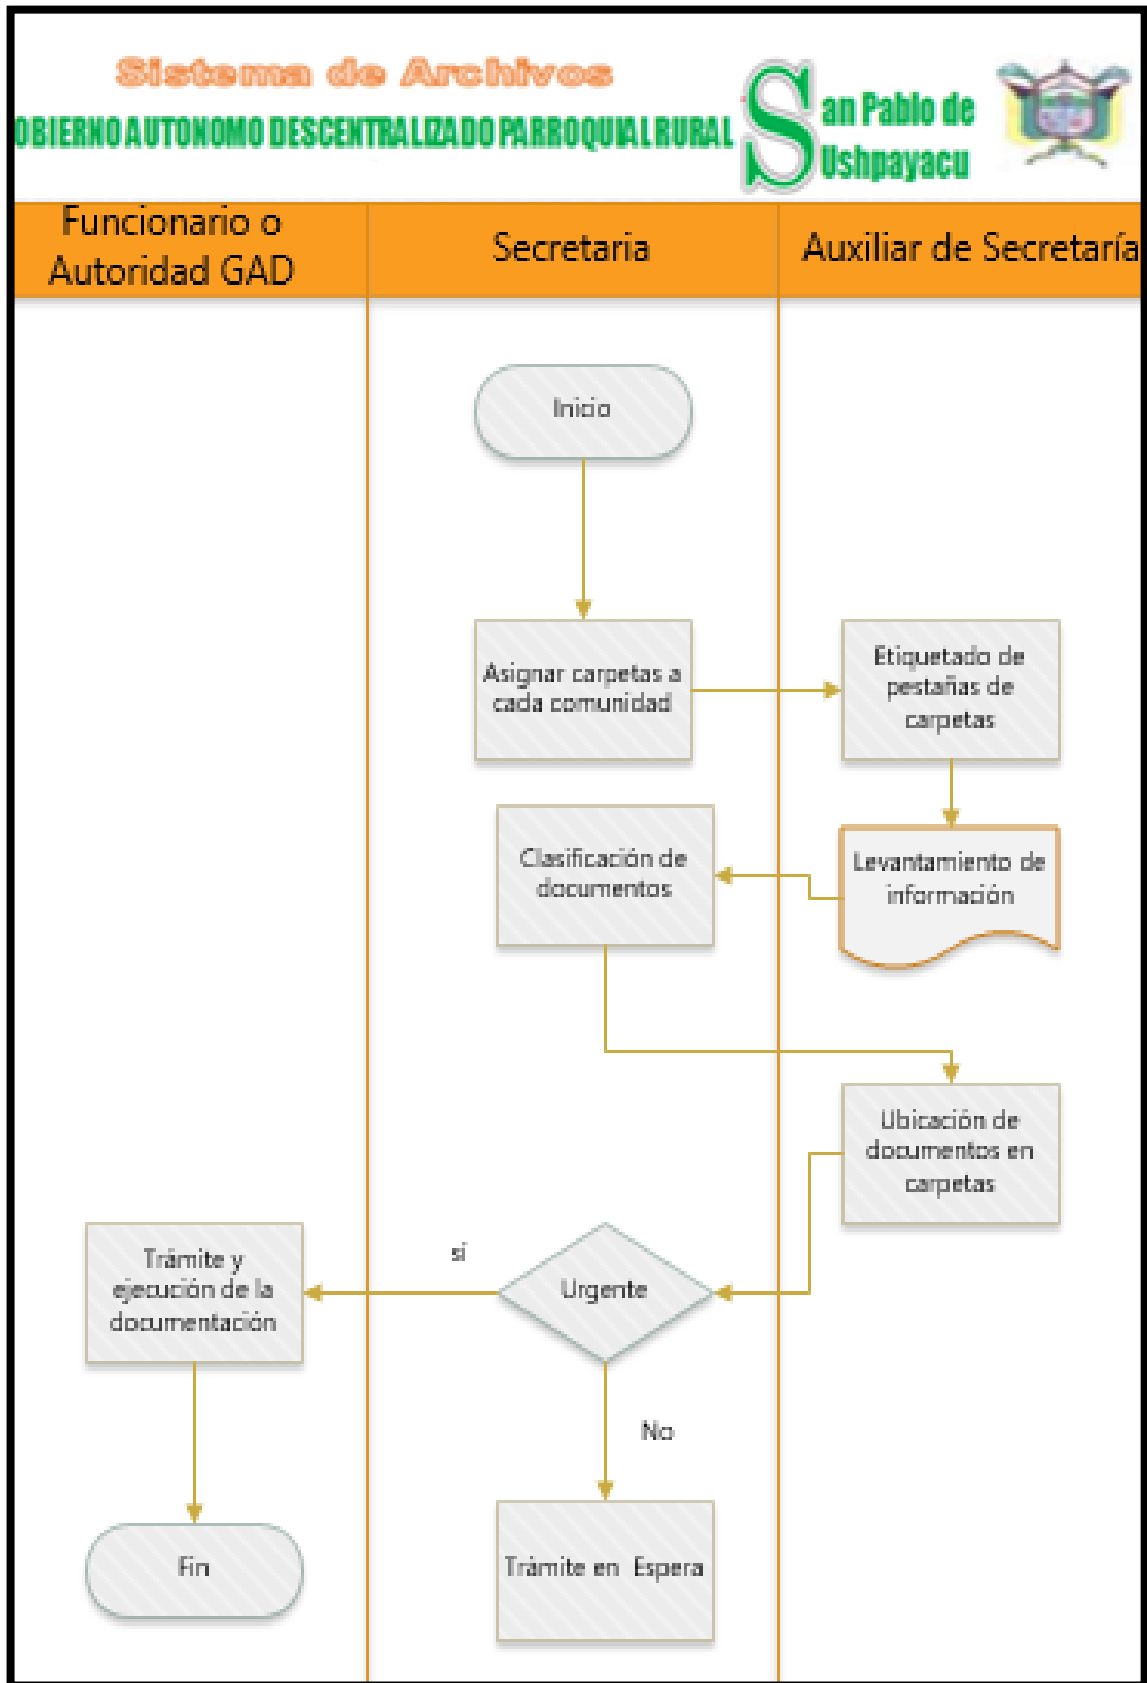 Sistema de Archivos
OBIERNO AUTONOMO DESCENTRALIZADO PARROQUIAL RURAL
San Pablo de
Ushpayacu
Funcionario o
Autoridad GAD
Secretaria
Auxiliar de Secretaría
Inicio
Asignar carpetas a
cada comunidad
Etiquetado de
pestañas de
carpetas
Clasificación de
documentos
Levantamiento de
información
Ubicación de
documentos en
carpetas
Trámite y
ejecución de la
documentación
sí
Urgente
No
Fin
Trámite en Espera